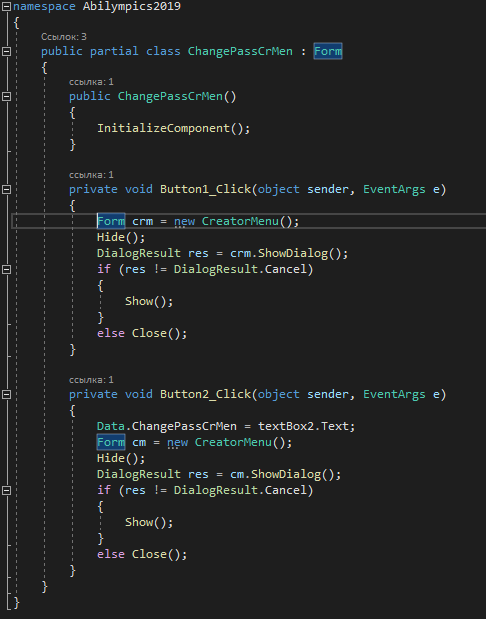 namespace Abilympics2019
{
Ссылок: 3
public partial class ChangePassCrMen : Form
{
ссылка: 1
public ChangePassCrMen()
{
InitializeComponent();
}
ссылка: 1
private void Button1_Click(object sender, EventArgs e)
{
Form crm = new CreatorMenu();
Hide();
DialogResult res = crm.ShowDialog();
if (res != DialogResult.Cancel)
{
Show();
}
else Close();
}
ссылка: 1
private void Button2_Click(object sender, EventArgs e)
{
Data.ChangePassCrMen = textBox2.Text;
Form cm = new CreatorMenu();
Hide();
DialogResult res = cm.ShowDialog();
if (res != DialogResult.Cancel)
{
Show();
}
else Close();
}
}
}